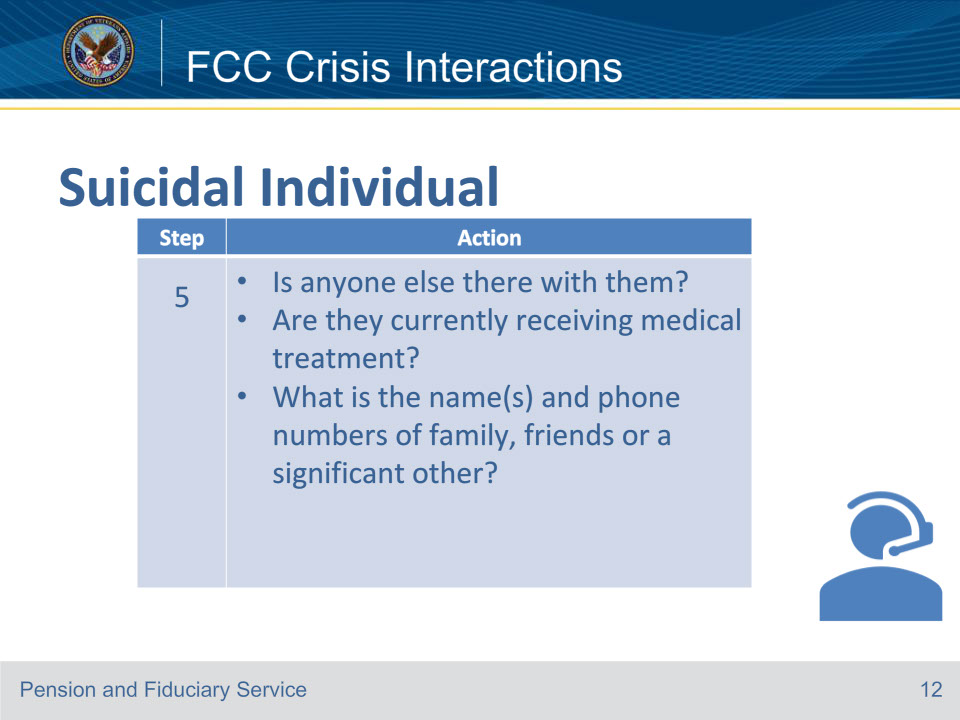 FCC Crisis Interactions
Suicidal Individual
Step Action
5
• Is anyone else there with them?
• Are they currently receiving medical
treatment?
• What is the name(s) and phone
numbers of family, friends or a
significant other?
Pension and Fiduciary Service 12